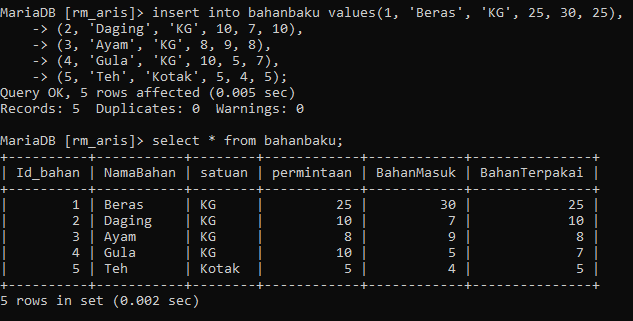 MariaDB [rm_aris]> insert into bahanbaku values(1, 'Beras', 'KG', 25, 30, 25),
    -> (2, 'Daging', 'KG', 10, 7, 10),
    -> (3, 'Ayam', 'KG', 8, 9, 8),
    -> (4, 'Gula', 'KG', 10, 5, 7),
    -> (5, 'Teh', 'Kotak', 5, 4, 5);
Query OK, 5 rows affected (0.005 sec)
Records: 5  Duplicates: 0  Warnings: 0

MariaDB [rm_aris]> select * from bahanbaku;
+----------+-----------+--------+------------+------------+---------------+
| Id_bahan | NamaBahan | satuan | permintaan | BahanMasuk | BahanTerpakai |
+----------+-----------+--------+------------+------------+---------------+
|        1 | Beras     | KG     |         25 |         30 |            25 |
|        2 | Daging    | KG     |         10 |          7 |            10 |
|        3 | Ayam      | KG     |          8 |          9 |             8 |
|        4 | Gula      | KG     |         10 |          5 |             7 |
|        5 | Teh       | Kotak  |          5 |          4 |             5 |
+----------+-----------+--------+------------+------------+---------------+
5 rows in set (0.002 sec)